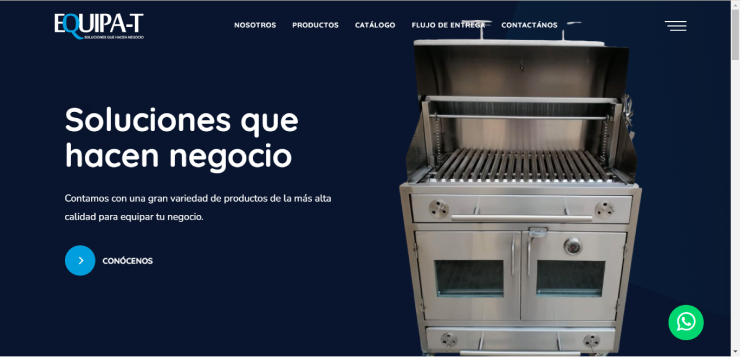 EQUIPA-T
SOLUCIONES QUE HACEN NEGOCIO
NOSOTROS PRODUCTOS CATÁLOGO FLUJO DE ENTREGA CONTACTÁNOS
Soluciones que
hacen negocio
Contamos con una gran variedad de productos de la más alta
calidad para equipar tu negocio.
CONÓCENOS